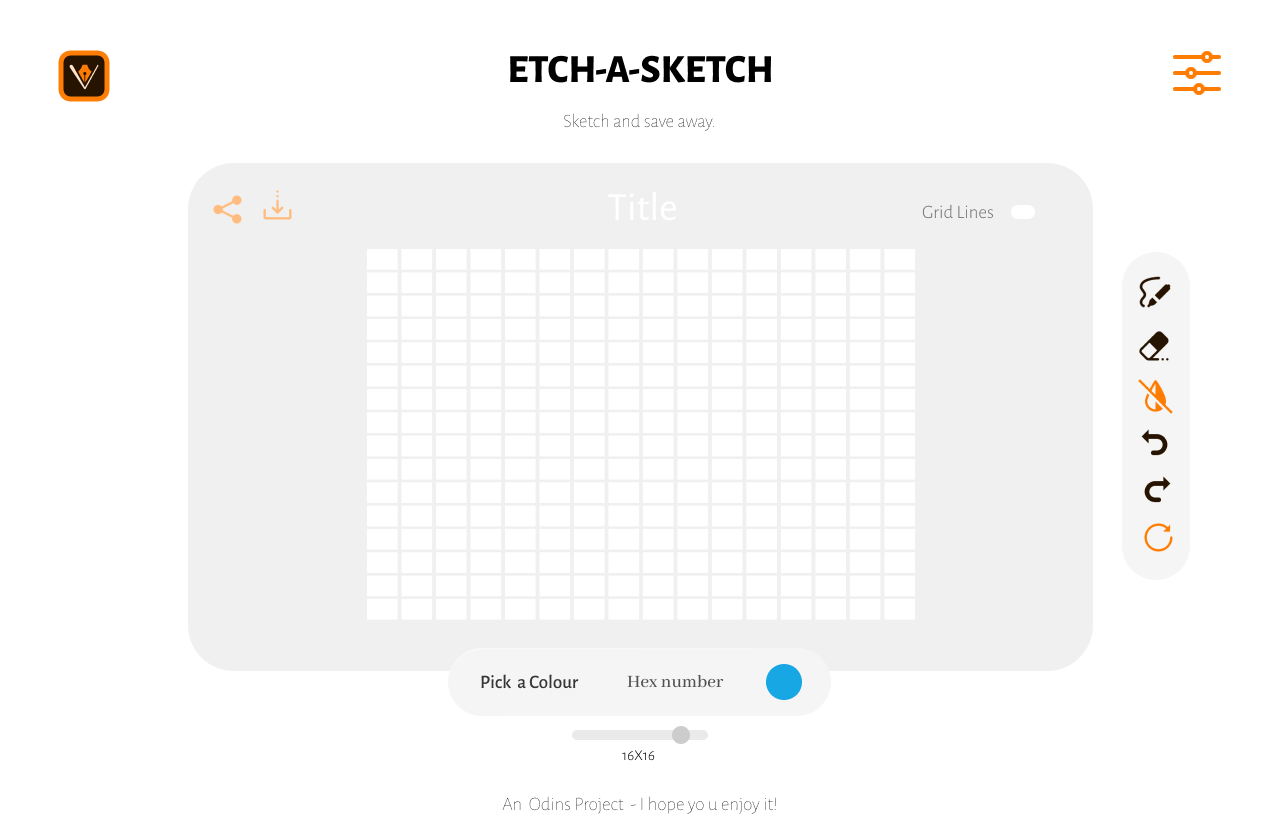 ETCH-A-SKETCH
Sketch and save away.
Title
Grid Lines
Pick a Colour
Hex number
16X16
An Odins Project - I hope yo u enjoy it!